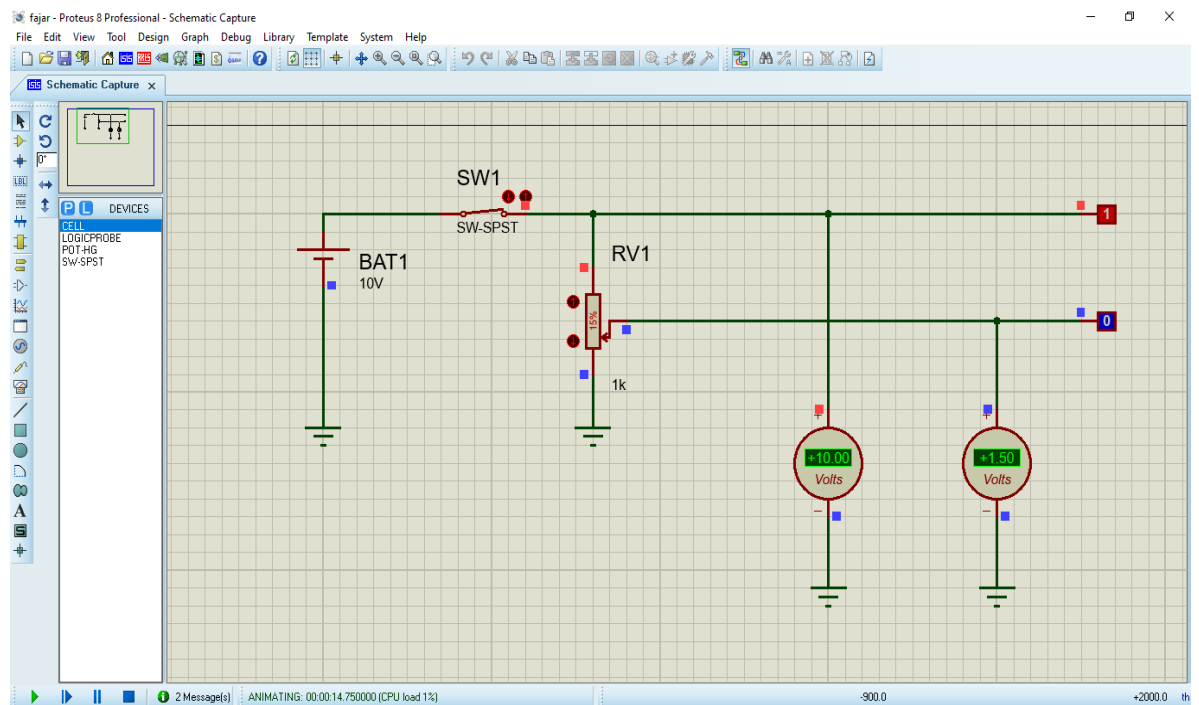 fajar - Proteus 8 Professional - Schematic Capture
File Edit View Tool Design Graph Debug Library Template System Help
Schematic Capture x
0°
LBL
P L DEVICES
CELL
LOGICPROBE
POT-HG
SW-SPST
A
S
SW1
SW-SPST
1
BAT1
10V
RV1
15%
1k
0
+
+10.00
Volts
−
+
+1.50
Volts
−
2 Message(s)
ANIMATING: 00:00:14.750000 (CPU load 1%)
-900.0
+2000.0
th